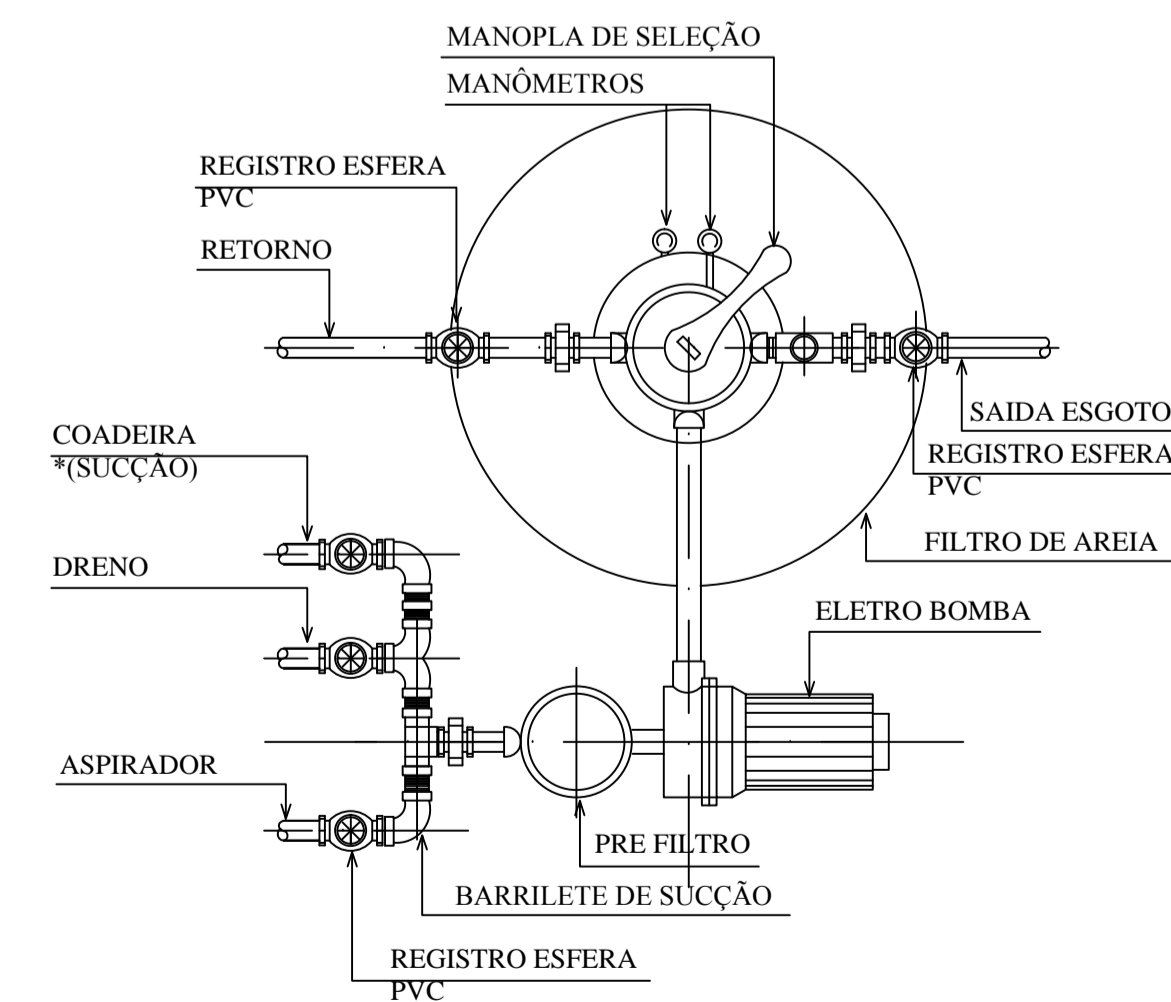 MANOPLA DE SELEÇÃO
MANÔMETROS
REGISTRO ESFERA
PVC
RETORNO
SAIDA ESGOTO
COADEIRA
*(SUCÇÃO)
REGISTRO ESFERA
PVC
FILTRO DE AREIA
DRENO
ELETRO BOMBA
ASPIRADOR
PRE FILTRO
BARRILETE DE SUCÇÃO
REGISTRO ESFERA
PVC